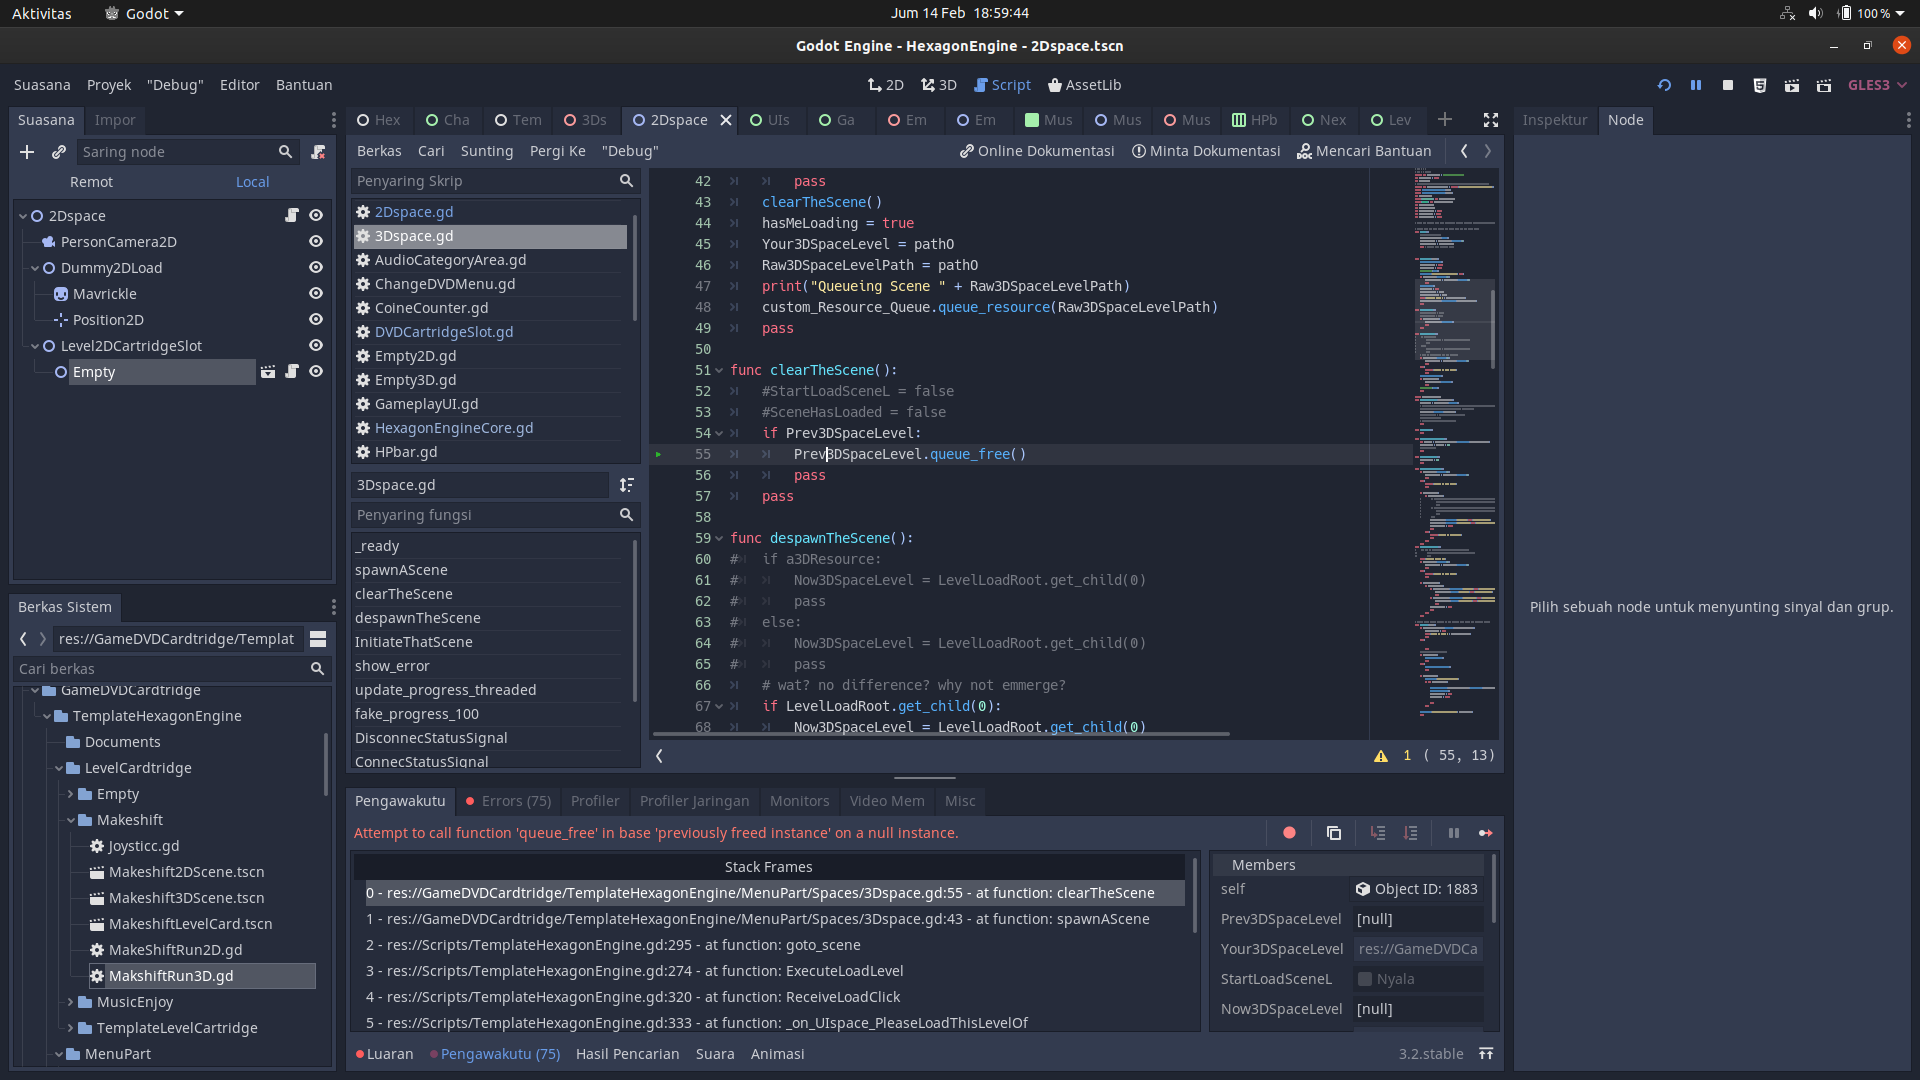 Aktivitas
Godot
Jum 14 Feb 18:59:44
100 %
Godot Engine - HexagonEngine - 2Dspace.tscn
Suasana Proyek "Debug" Editor Bantuan
2D 3D Script AssetLib
GLES3
Suasana Impor
Saring node
Remot Local
2Dspace
PersonCamera2D
Dummy2DLoad
Mavrickle
Position2D
Level2DCartridgeSlot
Empty
Berkas Sistem
res://GameDVDCardtridge/Templat
Cari berkas
GameDVDCardtridge
TemplateHexagonEngine
Documents
LevelCardtridge
Empty
Makeshift
Joysticc.gd
Makeshift2DScene.tscn
Makeshift3DScene.tscn
MakeshiftLevelCard.tscn
MakeShiftRun2D.gd
MakshiftRun3D.gd
MusicEnjoy
TemplateLevelCartridge
MenuPart
Hex Cha Tem 3Ds 2Dspace UIs Ga Em Em Mus Mus Mus HPb Nex Lev
Berkas Cari Sunting Pergi Ke "Debug"
Online Dokumentasi Minta Dokumentasi Mencari Bantuan
Penyaring Skrip
2Dspace.gd
3Dspace.gd
AudioCategoryArea.gd
ChangeDVDMenu.gd
CoineCounter.gd
DVDCartridgeSlot.gd
Empty2D.gd
Empty3D.gd
GameplayUI.gd
HexagonEngineCore.gd
HPbar.gd
3Dspace.gd
Penyaring fungsi
_ready
spawnAScene
clearTheScene
despawnTheScene
InitiateThatScene
show_error
update_progress_threaded
fake_progress_100
DisconnecStatusSignal
ConnecStatusSignal
42 pass
43 clearTheScene()
44 hasMeLoading = true
45 Your3DSpaceLevel = pathO
46 Raw3DSpaceLevelPath = pathO
47 print("Queueing Scene " + Raw3DSpaceLevelPath)
48 custom_Resource_Queue.queue_resource(Raw3DSpaceLevelPath)
49 pass
50
51 func clearTheScene():
52 #StartLoadSceneL = false
53 #SceneHasLoaded = false
54 if Prev3DSpaceLevel:
55 Prev3DSpaceLevel.queue_free()
56 pass
57 pass
58
59 func despawnTheScene():
60 # if a3DResource:
61 # Now3DSpaceLevel = LevelLoadRoot.get_child(0)
62 # pass
63 # else:
64 # Now3DSpaceLevel = LevelLoadRoot.get_child(0)
65 # pass
66 # wat? no difference? why not emmerge?
67 if LevelLoadRoot.get_child(0):
68 Now3DSpaceLevel = LevelLoadRoot.get_child(0)
1 ( 55, 13)
Pengawakutu Errors (75) Profiler Profiler Jaringan Monitors Video Mem Misc
Attempt to call function 'queue_free' in base 'previously freed instance' on a null instance.
Stack Frames
0 - res://GameDVDCardtridge/TemplateHexagonEngine/MenuPart/Spaces/3Dspace.gd:55 - at function: clearTheScene
1 - res://GameDVDCardtridge/TemplateHexagonEngine/MenuPart/Spaces/3Dspace.gd:43 - at function: spawnAScene
2 - res://Scripts/TemplateHexagonEngine.gd:295 - at function: goto_scene
3 - res://Scripts/TemplateHexagonEngine.gd:274 - at function: ExecuteLoadLevel
4 - res://Scripts/TemplateHexagonEngine.gd:320 - at function: ReceiveLoadClick
5 - res://Scripts/TemplateHexagonEngine.gd:333 - at function: _on_UIspace_PleaseLoadThisLevelOf
Members
self Object ID: 1883
Prev3DSpaceLevel [null]
Your3DSpaceLevel res://GameDVDCa
StartLoadSceneL Nyala
Now3DSpaceLevel [null]
Luaran Pengawakutu (75) Hasil Pencarian Suara Animasi
3.2.stable
Inspektur Node
Pilih sebuah node untuk menyunting sinyal dan grup.